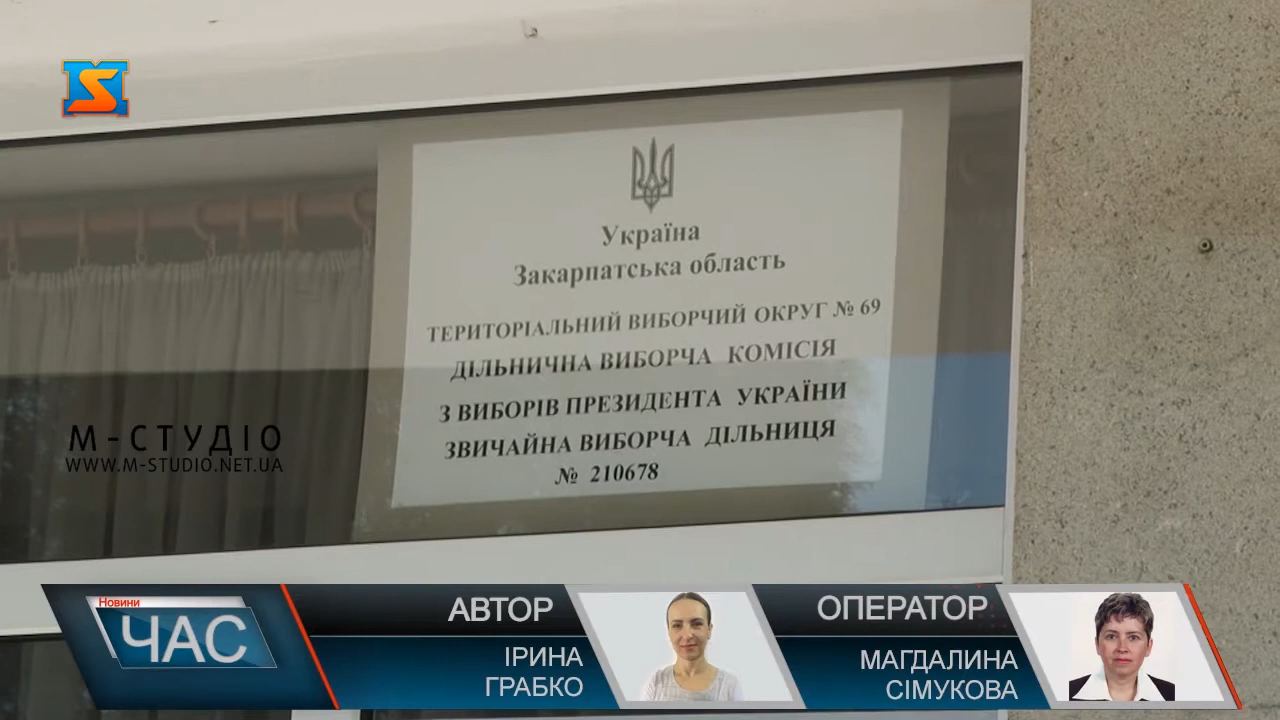 Україна
Закарпатська область
ТЕРИТОРІАЛЬНИЙ ВИБОРЧИЙ ОКРУГ № 69
ДІЛЬНИЧНА ВИБОРЧА КОМІСІЯ
З ВИБОРІВ ПРЕЗИДЕНТА УКРАЇНИ
ЗВИЧАЙНА ВИБОРЧА ДІЛЬНИЦЯ
№ 210678
М-СТУДІО
WWW.M-STUDIO.NET.UA
Новини
ЧАС
АВТОР
ІРИНА
ГРАБКО
ОПЕРАТОР
МАГДАЛИНА
СІМУКОВА